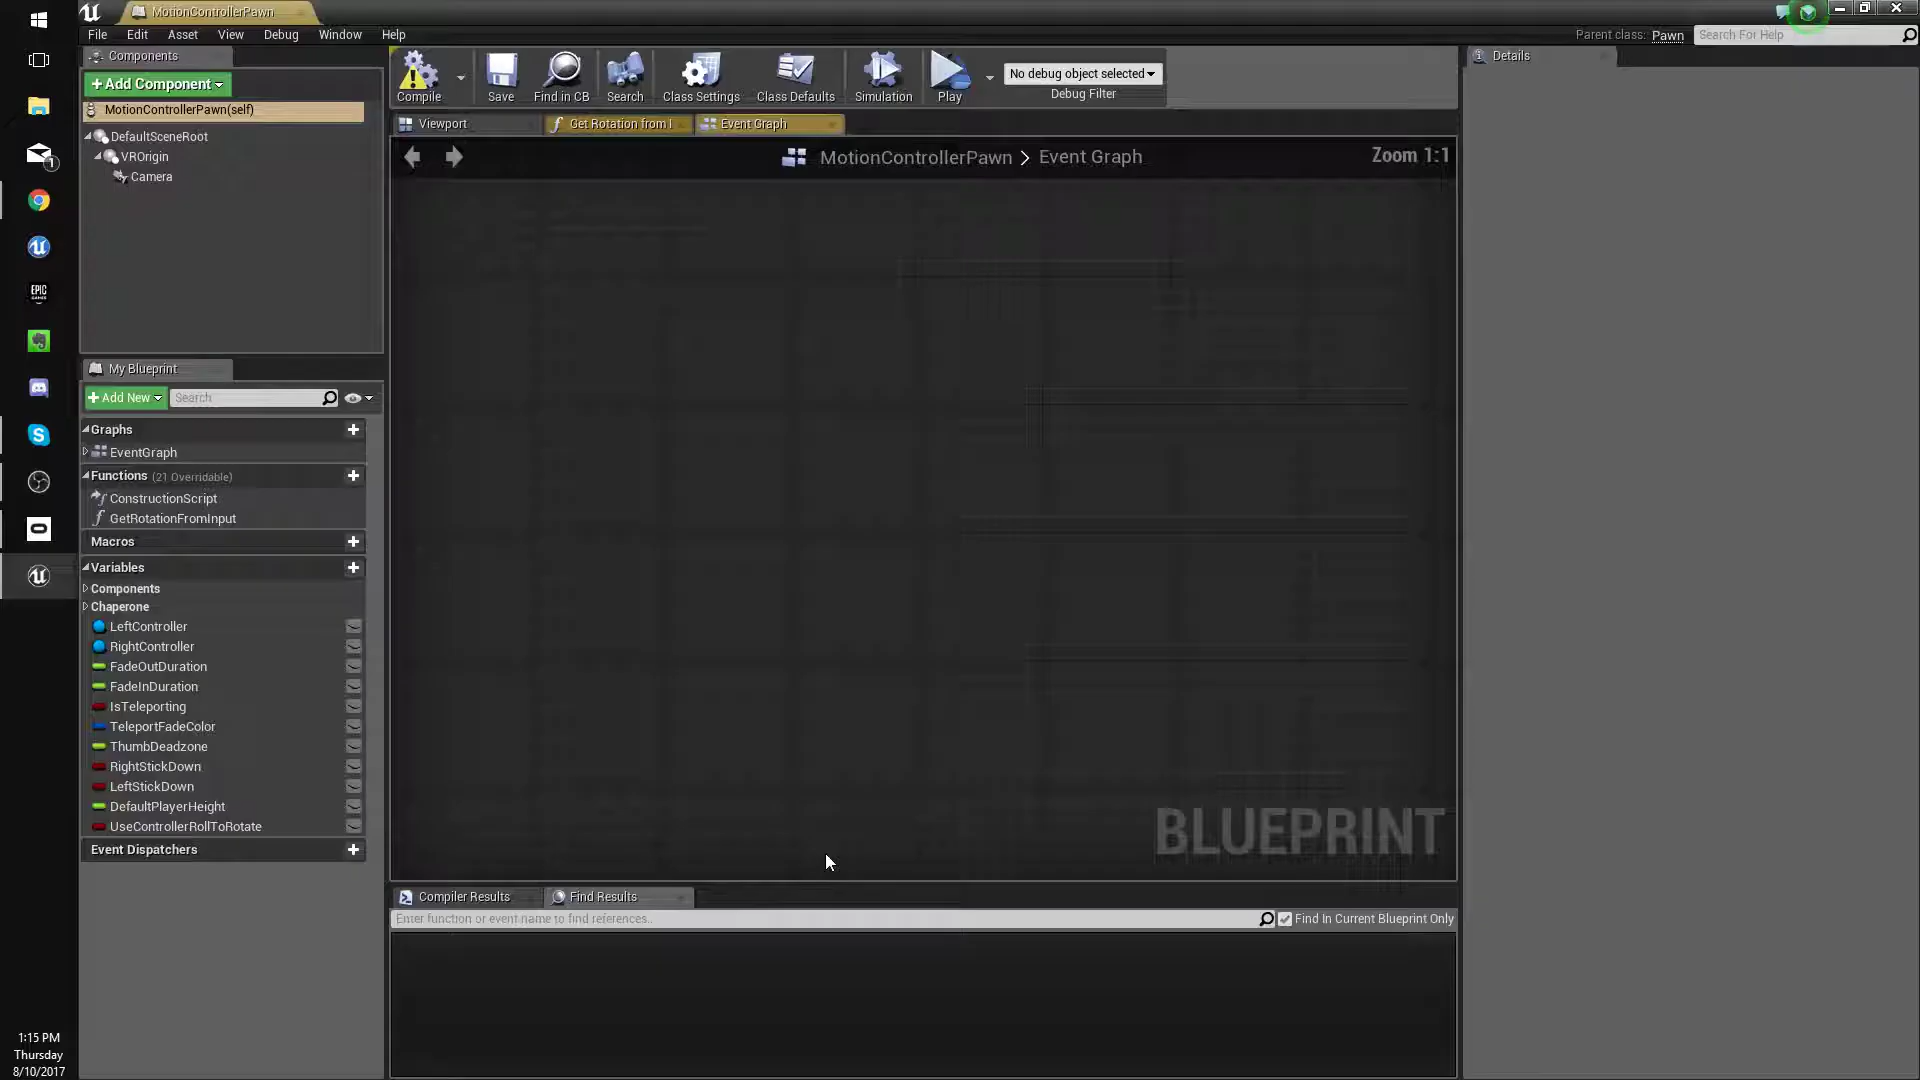 MotionControllerPawn
File Edit Asset View Debug Window Help
Parent class: Pawn Search For Help
Components
Add Component
MotionControllerPawn(self)
DefaultSceneRoot
VROrigin
Camera
Compile Save Find in CB Search Class Settings Class Defaults Simulation Play
No debug object selected
Debug Filter
Details
Viewport Get Rotation from I Event Graph
MotionControllerPawn > Event Graph
Zoom 1:1
My Blueprint
+ Add New Search
Graphs
EventGraph
Functions (21 Overridable)
ConstructionScript
GetRotationFromInput
Macros
Variables
Components
Chaperone
LeftController
RightController
FadeOutDuration
FadeInDuration
IsTeleporting
TeleportFadeColor
ThumbDeadzone
RightStickDown
LeftStickDown
DefaultPlayerHeight
UseControllerRollToRotate
Event Dispatchers
BLUEPRINT
Compiler Results Find Results
Enter function or event name to find references..
Find In Current Blueprint Only
EPIC
GAMES
1
1:15 PM
Thursday
8/10/2017